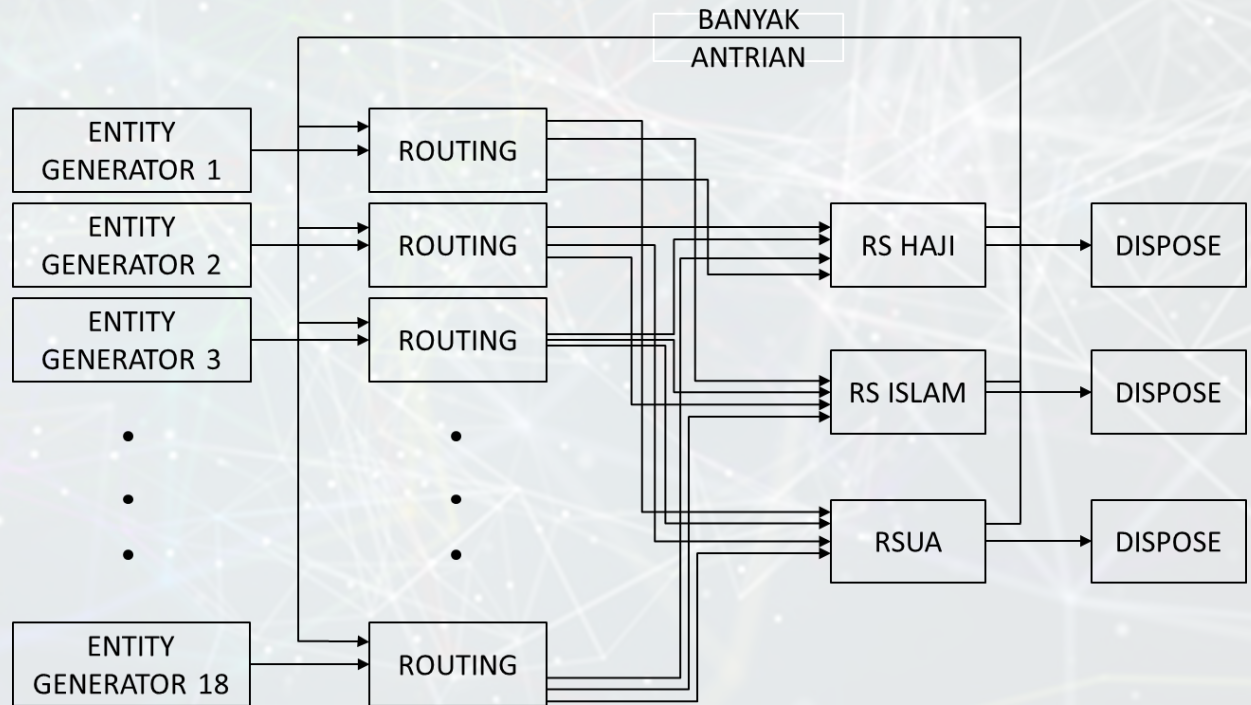 BANYAK
ANTRIAN
ENTITY
GENERATOR 1
ROUTING
ENTITY
GENERATOR 2
ROUTING
RS HAJI
DISPOSE
ENTITY
GENERATOR 3
ROUTING
RS ISLAM
DISPOSE
RSUA
DISPOSE
ENTITY
GENERATOR 18
ROUTING